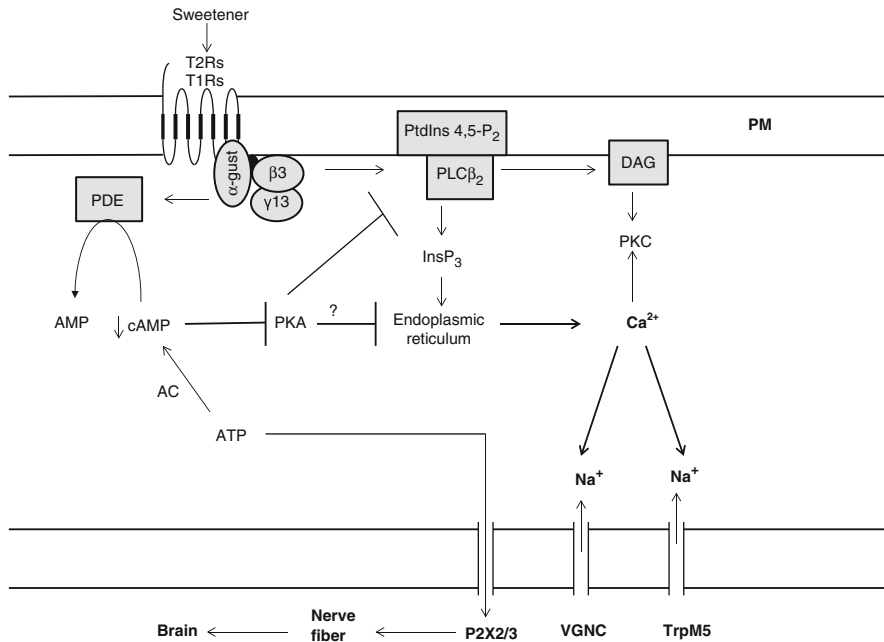 Sweetener
T2Rs
T1Rs
PtdIns 4,5-P₂
PM
α-gust
β3
γ13
PLCβ₂
DAG
PDE
PKC
InsP₃
AMP
cAMP
PKA
?
Endoplasmic
reticulum
Ca²⁺
AC
ATP
Na⁺
Na⁺
Brain
Nerve
fiber
P2X2/3
VGNC
TrpM5